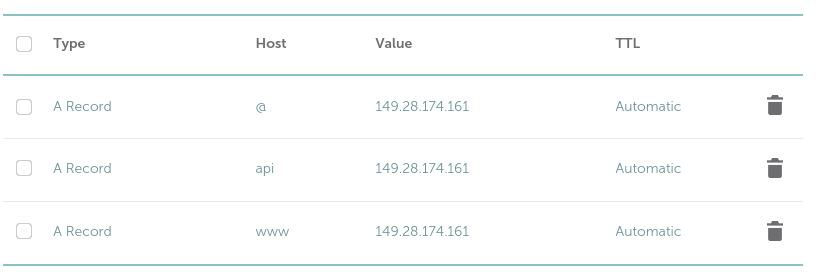 Type Host Value TTL
A Record @ 149.28.174.161 Automatic
A Record api 149.28.174.161 Automatic
A Record www 149.28.174.161 Automatic